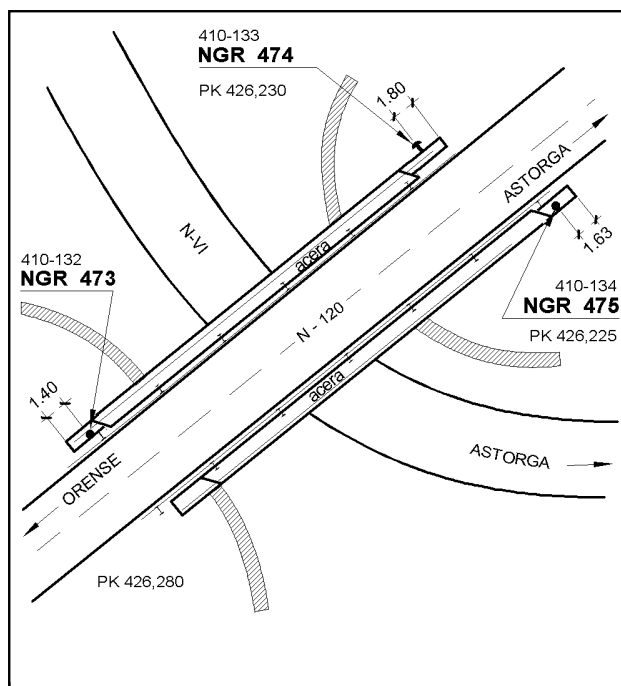 410-133
NGR 474
PK 426,230
1.80
ASTORGA
N-VI
acera
410-132
NGR 473
1.63
410-134
NGR 475
PK 426,225
N - 120
acera
1.40
ORENSE
ASTORGA
PK 426,280